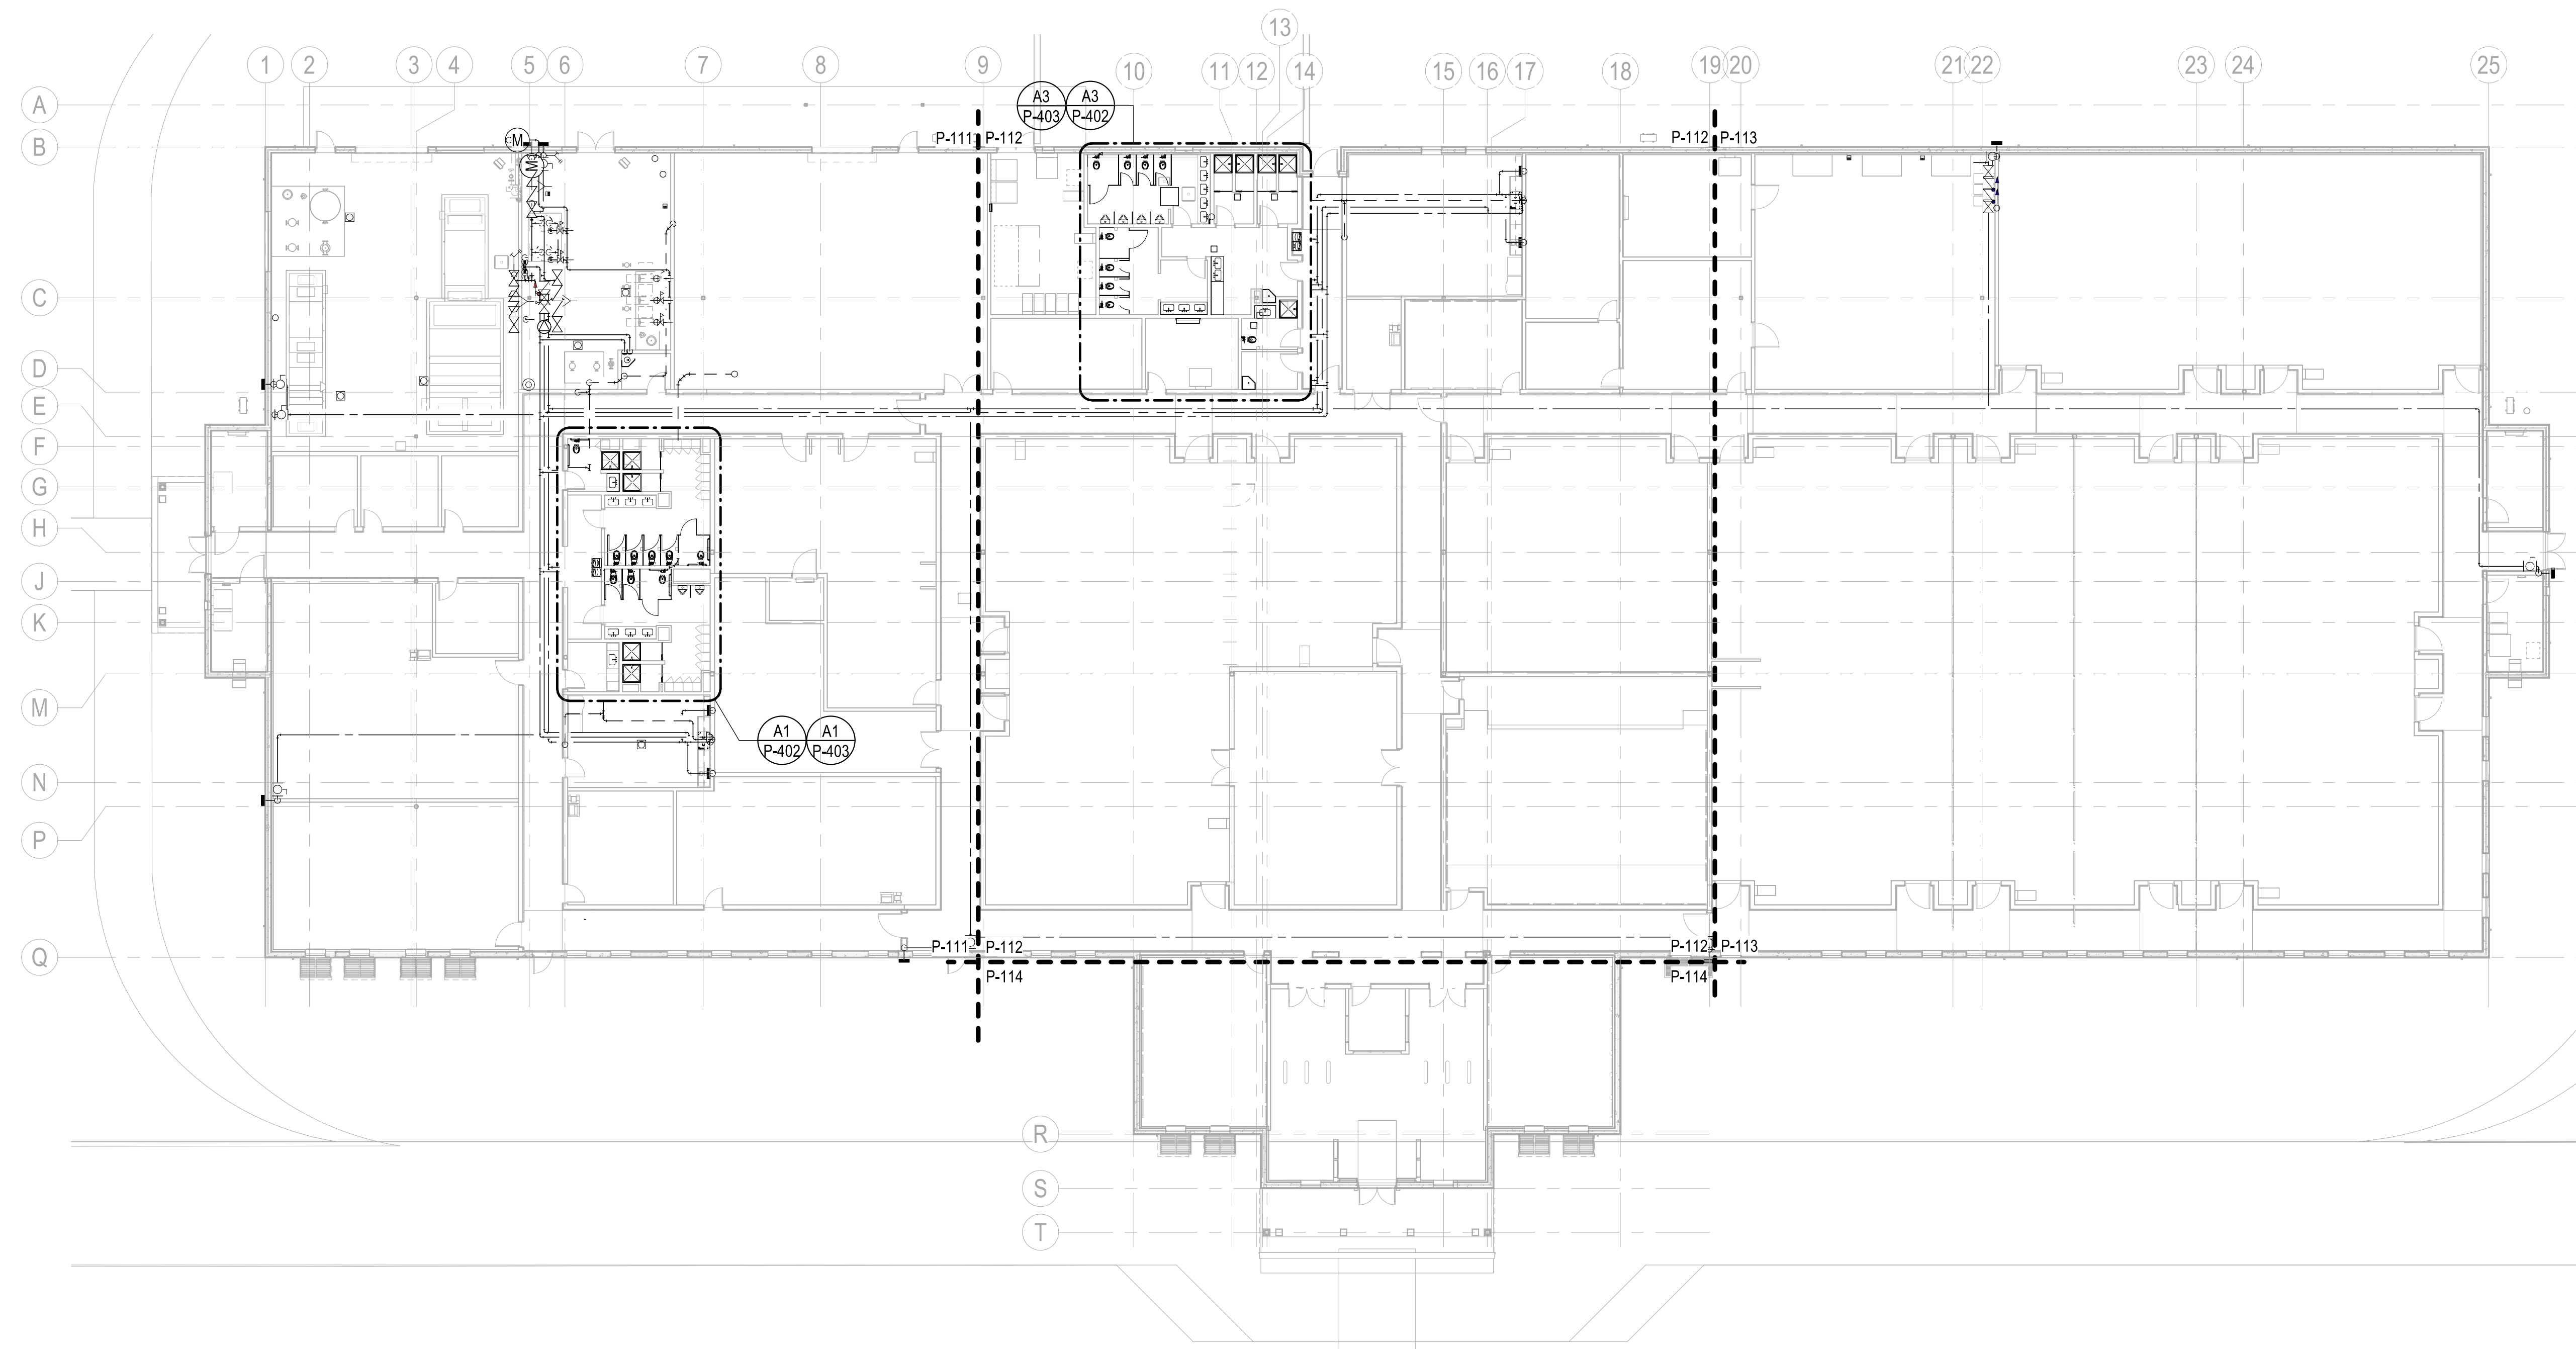 13
1 2 3 4 5 6 7 8 9 10 11 12 14 15 16 17 18 19 20 21 22 23 24 25
A3 A3
P-403 P-402
A
P-111 P-112
P-112 P-113
B
M
M
C
D
E
F
G
H
J
K
M
A1 A1
P-402 P-403
N
P
P-111 P-112
P-112 P-113
Q
P-114
P-114
R
S
T